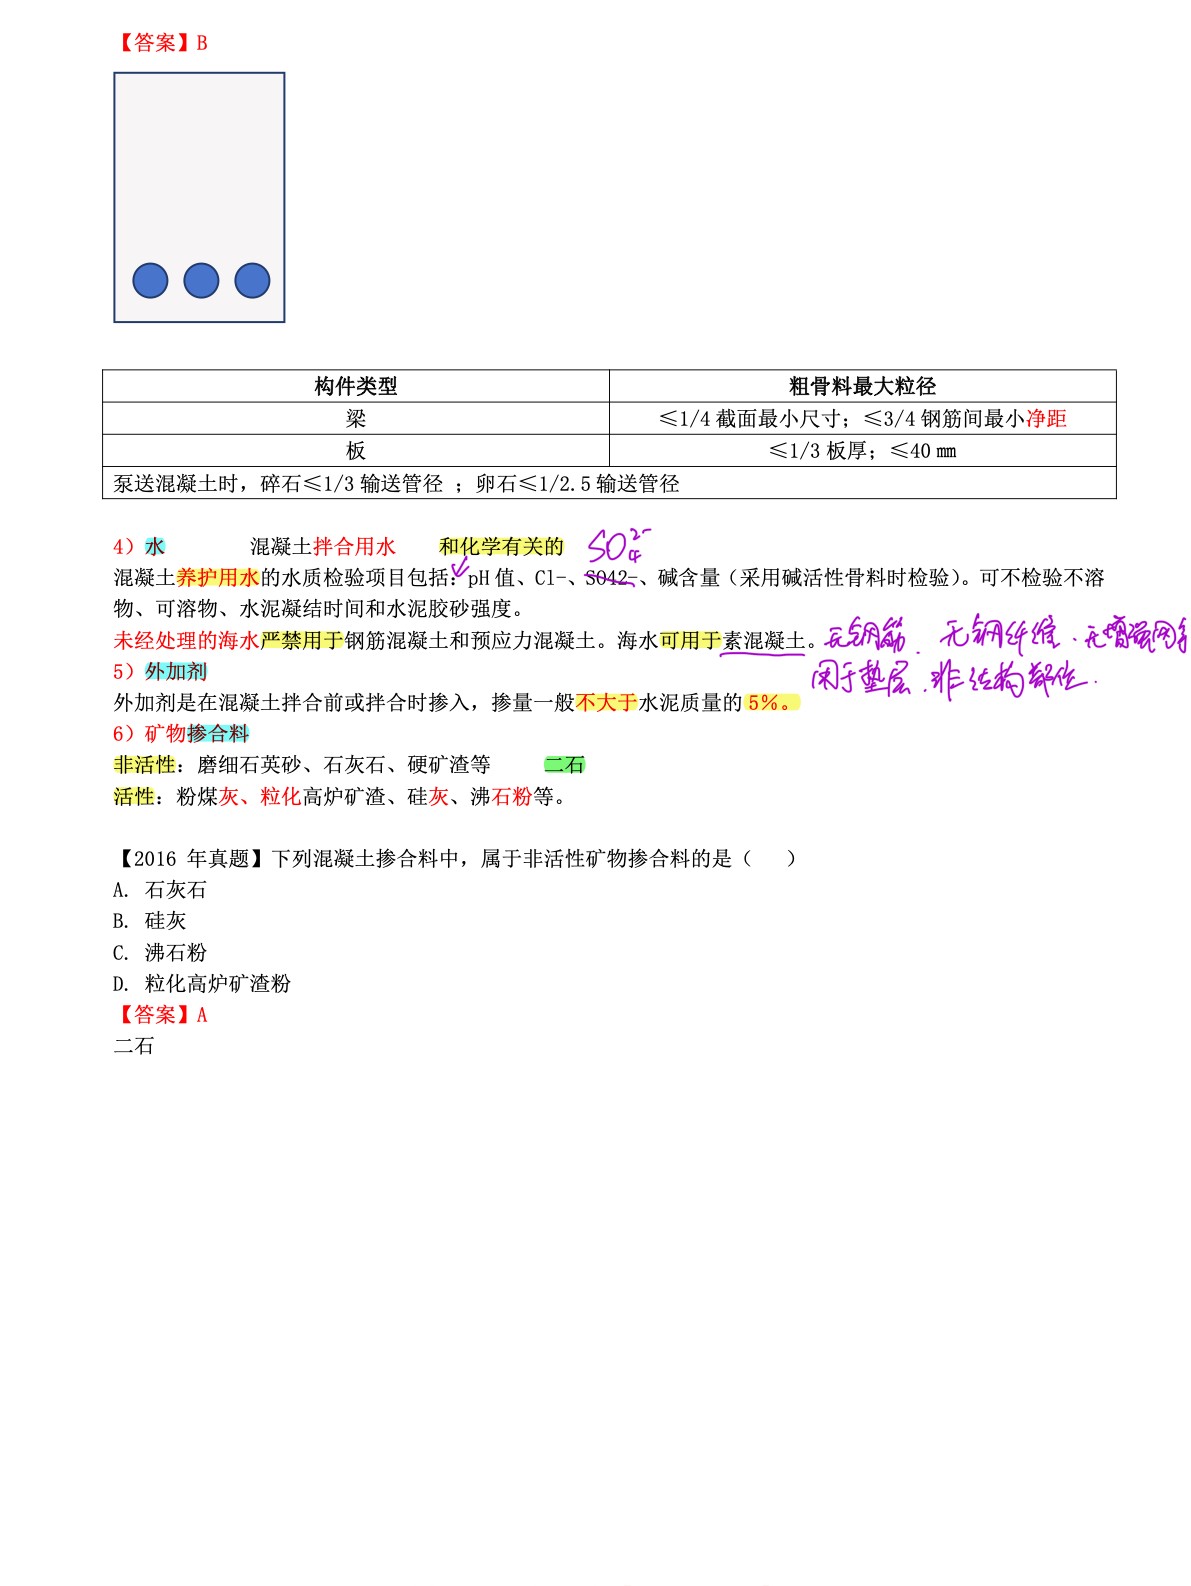 【答案】B
构件类型 粗骨料最大粒径
梁 ≤1/4 截面最小尺寸；≤3/4 钢筋间最小净距
板 ≤1/3 板厚；≤40 ㎜
泵送混凝土时，碎石≤1/3 输送管径 ；卵石≤1/2.5 输送管径
4）水 混凝土拌合用水 和化学有关的 SO₄²⁻
混凝土养护用水的水质检验项目包括：pH 值、Cl-、SO42-、碱含量（采用碱活性骨料时检验）。可不检验不溶
物、可溶物、水泥凝结时间和水泥胶砂强度。
未经处理的海水严禁用于钢筋混凝土和预应力混凝土。海水可用于素混凝土。无钢筋. 无钢纤维.无增强网
5）外加剂 用于垫层.非结构部位.
外加剂是在混凝土拌合前或拌合时掺入，掺量一般不大于水泥质量的 5%。
6）矿物掺合料
非活性：磨细石英砂、石灰石、硬矿渣等 二石
活性：粉煤灰、粒化高炉矿渣、硅灰、沸石粉等。
【2016 年真题】下列混凝土掺合料中，属于非活性矿物掺合料的是（ ）
A. 石灰石
B. 硅灰
C. 沸石粉
D. 粒化高炉矿渣粉
【答案】A
二石